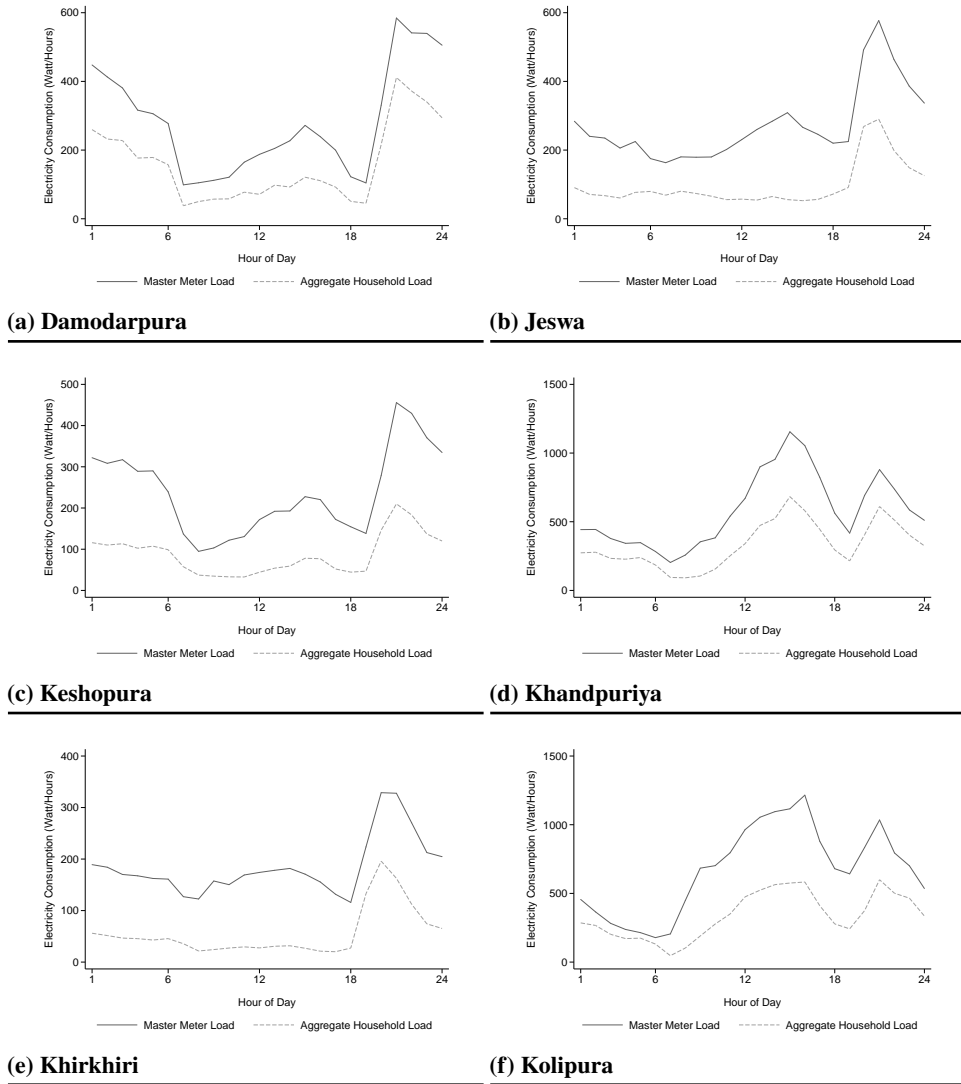 600
400
200
0
Electricity Consumption (Watt/Hours)
1 6 12 18 24
Hour of Day
Master Meter Load Aggregate Household Load
(a) Damodarpura
600
400
200
0
Electricity Consumption (Watt/Hours)
1 6 12 18 24
Hour of Day
Master Meter Load Aggregate Household Load
(b) Jeswa
500
400
300
200
100
0
Electricity Consumption (Watt/Hours)
1 6 12 18 24
Hour of Day
Master Meter Load Aggregate Household Load
(c) Keshopura
1500
1000
500
0
Electricity Consumption (Watt/Hours)
1 6 12 18 24
Hour of Day
Master Meter Load Aggregate Household Load
(d) Khandpuriya
400
300
200
100
0
Electricity Consumption (Watt/Hours)
1 6 12 18 24
Hour of Day
Master Meter Load Aggregate Household Load
(e) Khirkhiri
1500
1000
500
0
Electricity Consumption (Watt/Hours)
1 6 12 18 24
Hour of Day
Master Meter Load Aggregate Household Load
(f) Kolipura